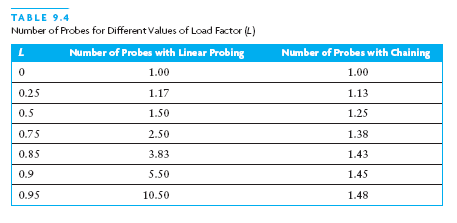 TABLE 9.4
Number of Probes for Different Values of Load Factor (L)
L Number of Probes with Linear Probing Number of Probes with Chaining
0 1.00 1.00
0.25 1.17 1.13
0.5 1.50 1.25
0.75 2.50 1.38
0.85 3.83 1.43
0.9 5.50 1.45
0.95 10.50 1.48